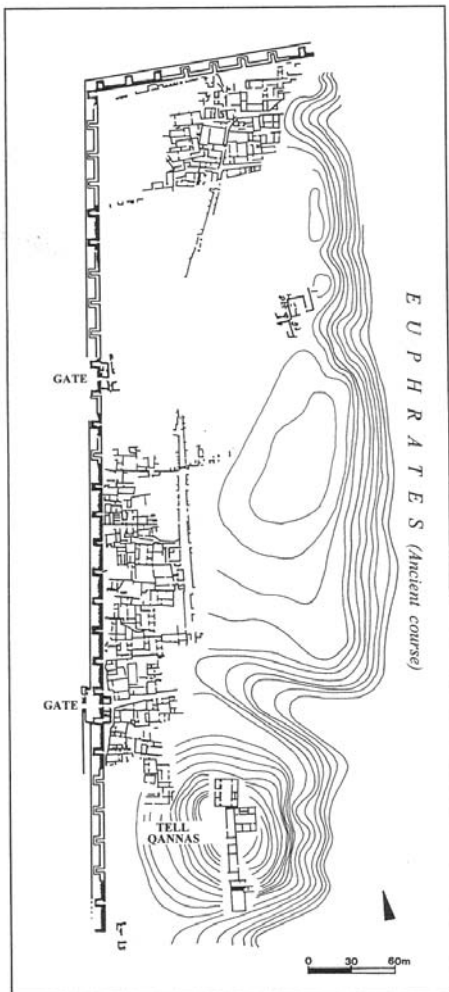 GATE
EUPHRATES (Ancient course)
GATE
TELL
QANNAS
0 30 60m